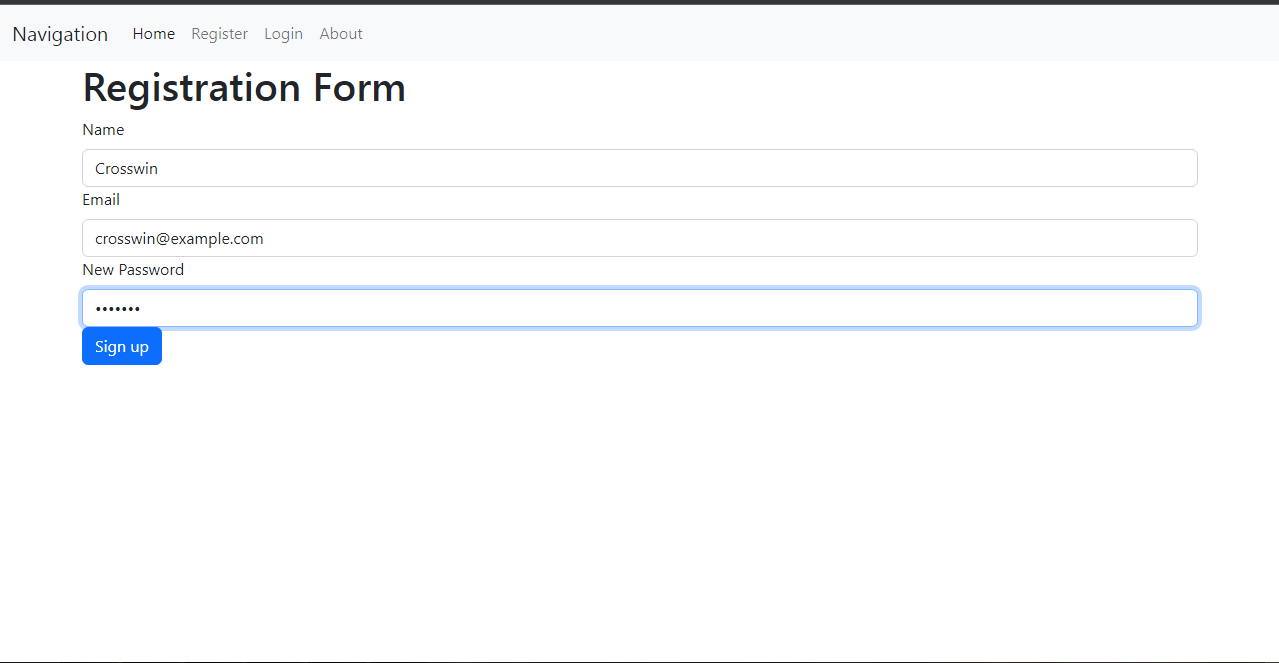 Navigation Home Register Login About
Registration Form
Name
Crosswin
Email
crosswin@example.com
New Password
•••••••
Sign up